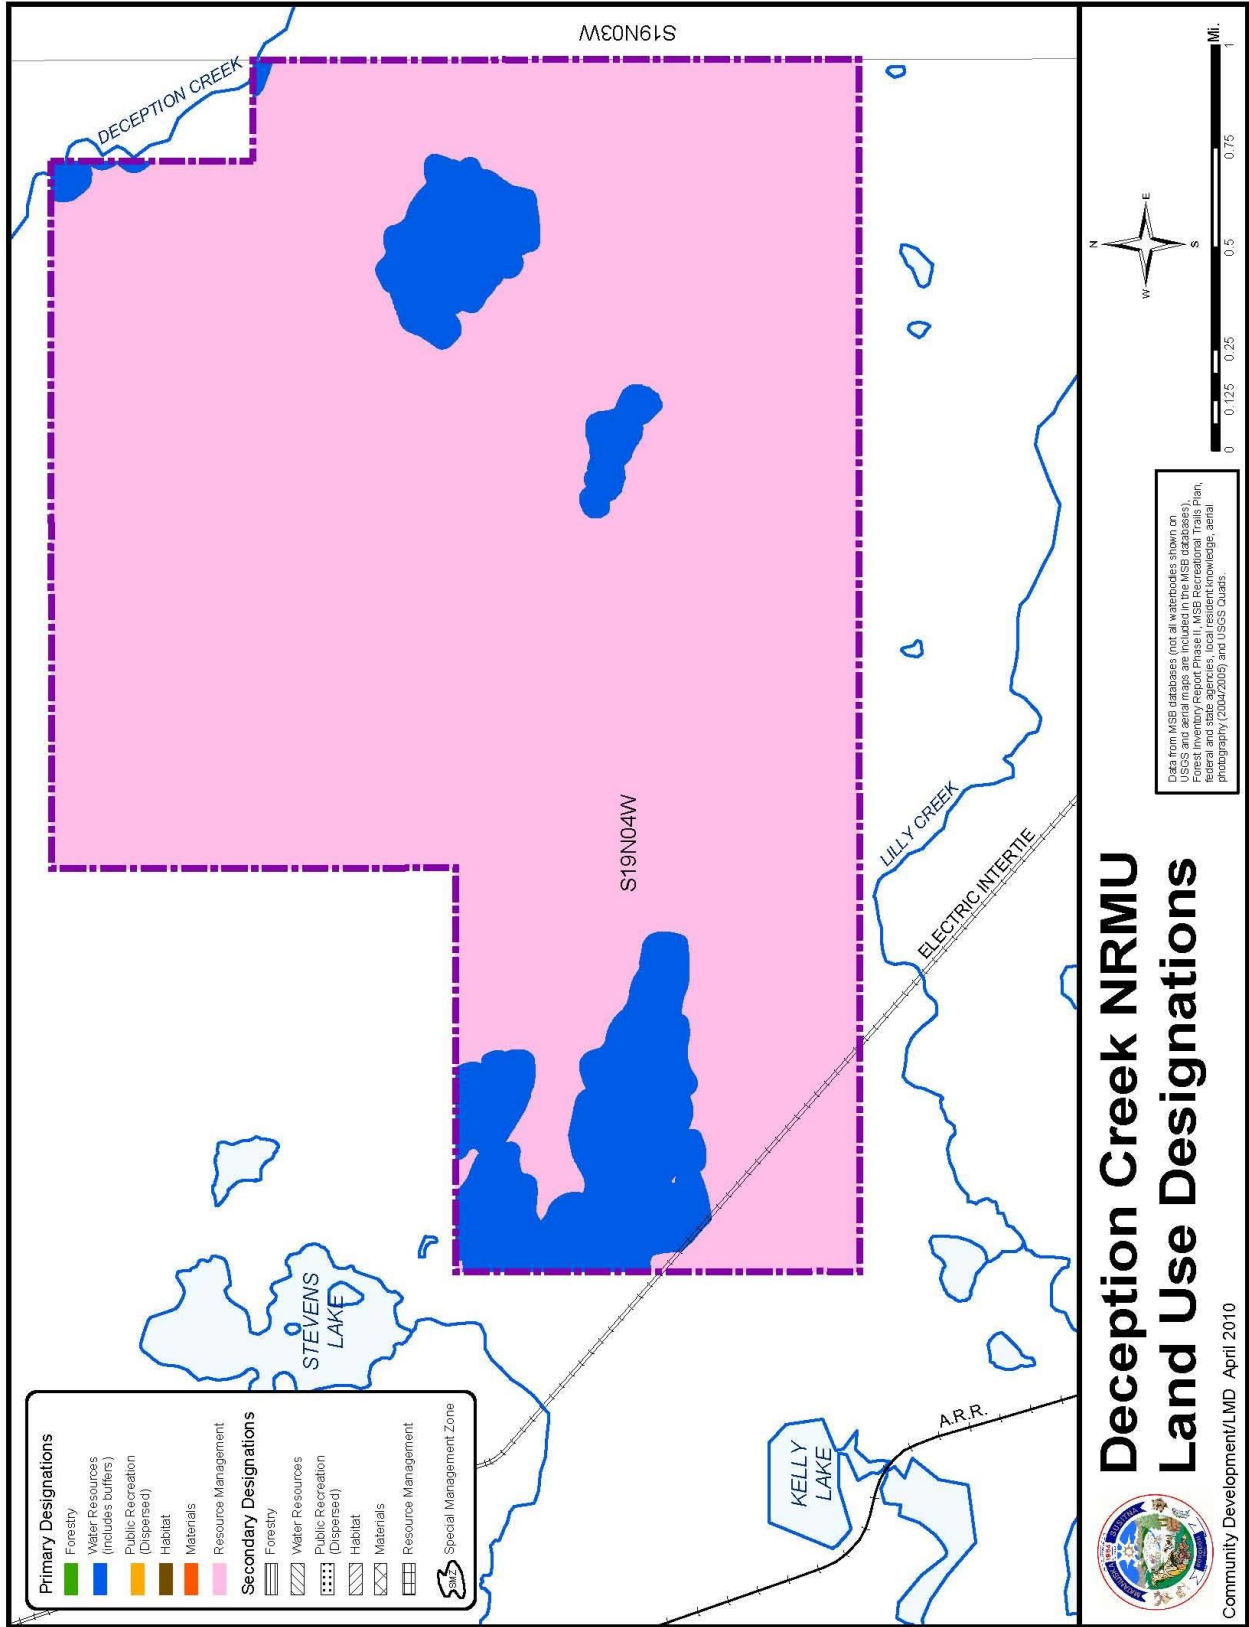 Primary Designations
Forestry
Water Resources
(includes buffers)
Public Recreation
(Dispersed)
Habitat
Materials
Resource Management
Secondary Designations
Forestry
Water Resources
Public Recreation
(Dispersed)
Habitat
Materials
Resource Management
SMZ
Special Management Zone
STEVENS
LAKE
DECEPTION CREEK
S19N03W
S19N04W
KELLY
LAKE
A.R.R.
LILLY CREEK
ELECTRIC INTERTIE
Deception Creek NRMU
Land Use Designations
Community Development/LMD April 2010
MATANUSKA
SUSITNA
BOROUGH
1964
Data from MSB databases (not all waterbodies shown on
USGS and aerial maps are included in the MSB databases),
Forest Inventory Report Phase II, MSB Recreational Trails Plan,
federal and state agencies, local resident knowledge, aerial
photography (2004/2005) and USGS Quads.
N
W
E
S
0 0.125 0.25 0.5 0.75 1
Mi.